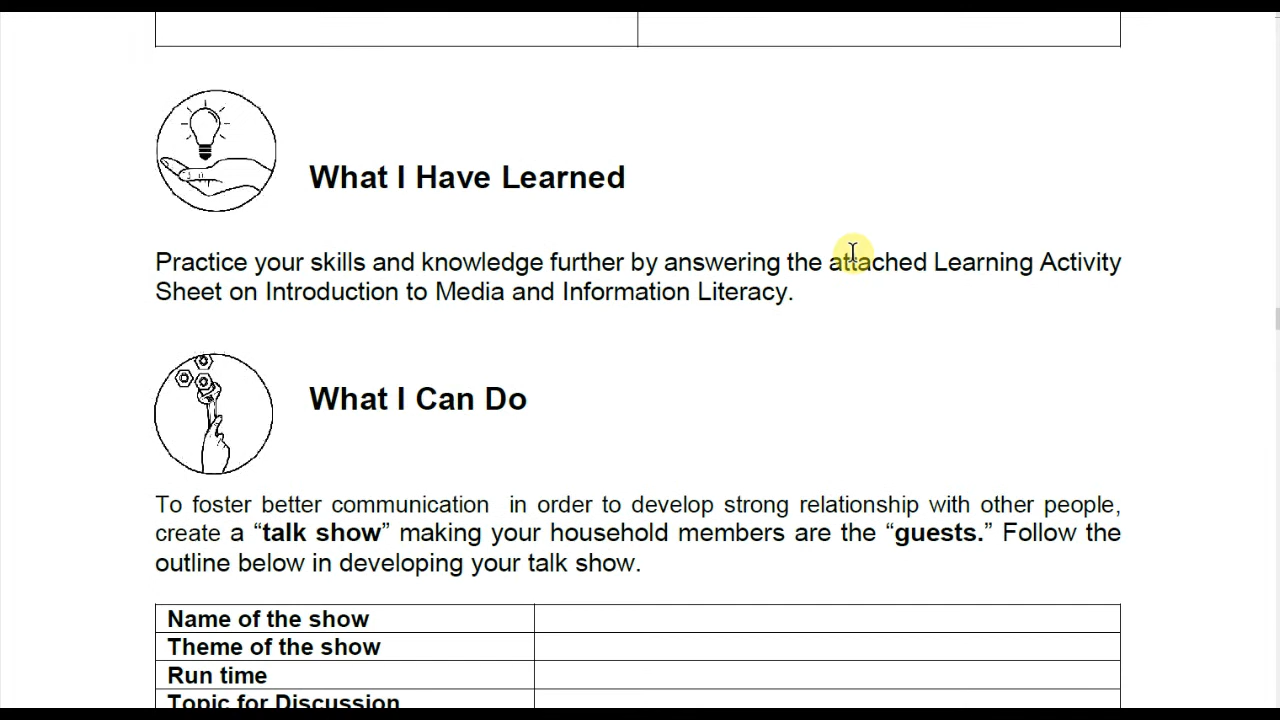 What I Have Learned
Practice your skills and knowledge further by answering the attached Learning Activity
Sheet on Introduction to Media and Information Literacy.
What I Can Do
To foster better communication in order to develop strong relationship with other people,
create a “talk show” making your household members are the “guests.” Follow the
outline below in developing your talk show.
Name of the show
Theme of the show
Run time
Topic for Discussion